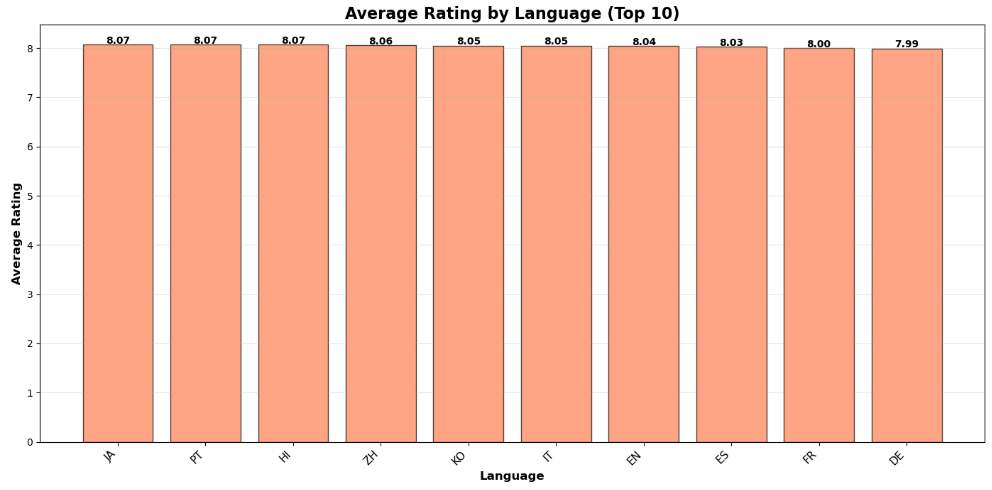 Average Rating by Language (Top 10)
8.07 8.07 8.07 8.06 8.05 8.05 8.04 8.03 8.00 7.99
8
7
6
5
4
3
2
1
0
Average Rating
JA PT HI ZH KO IT EN ES FR DE
Language